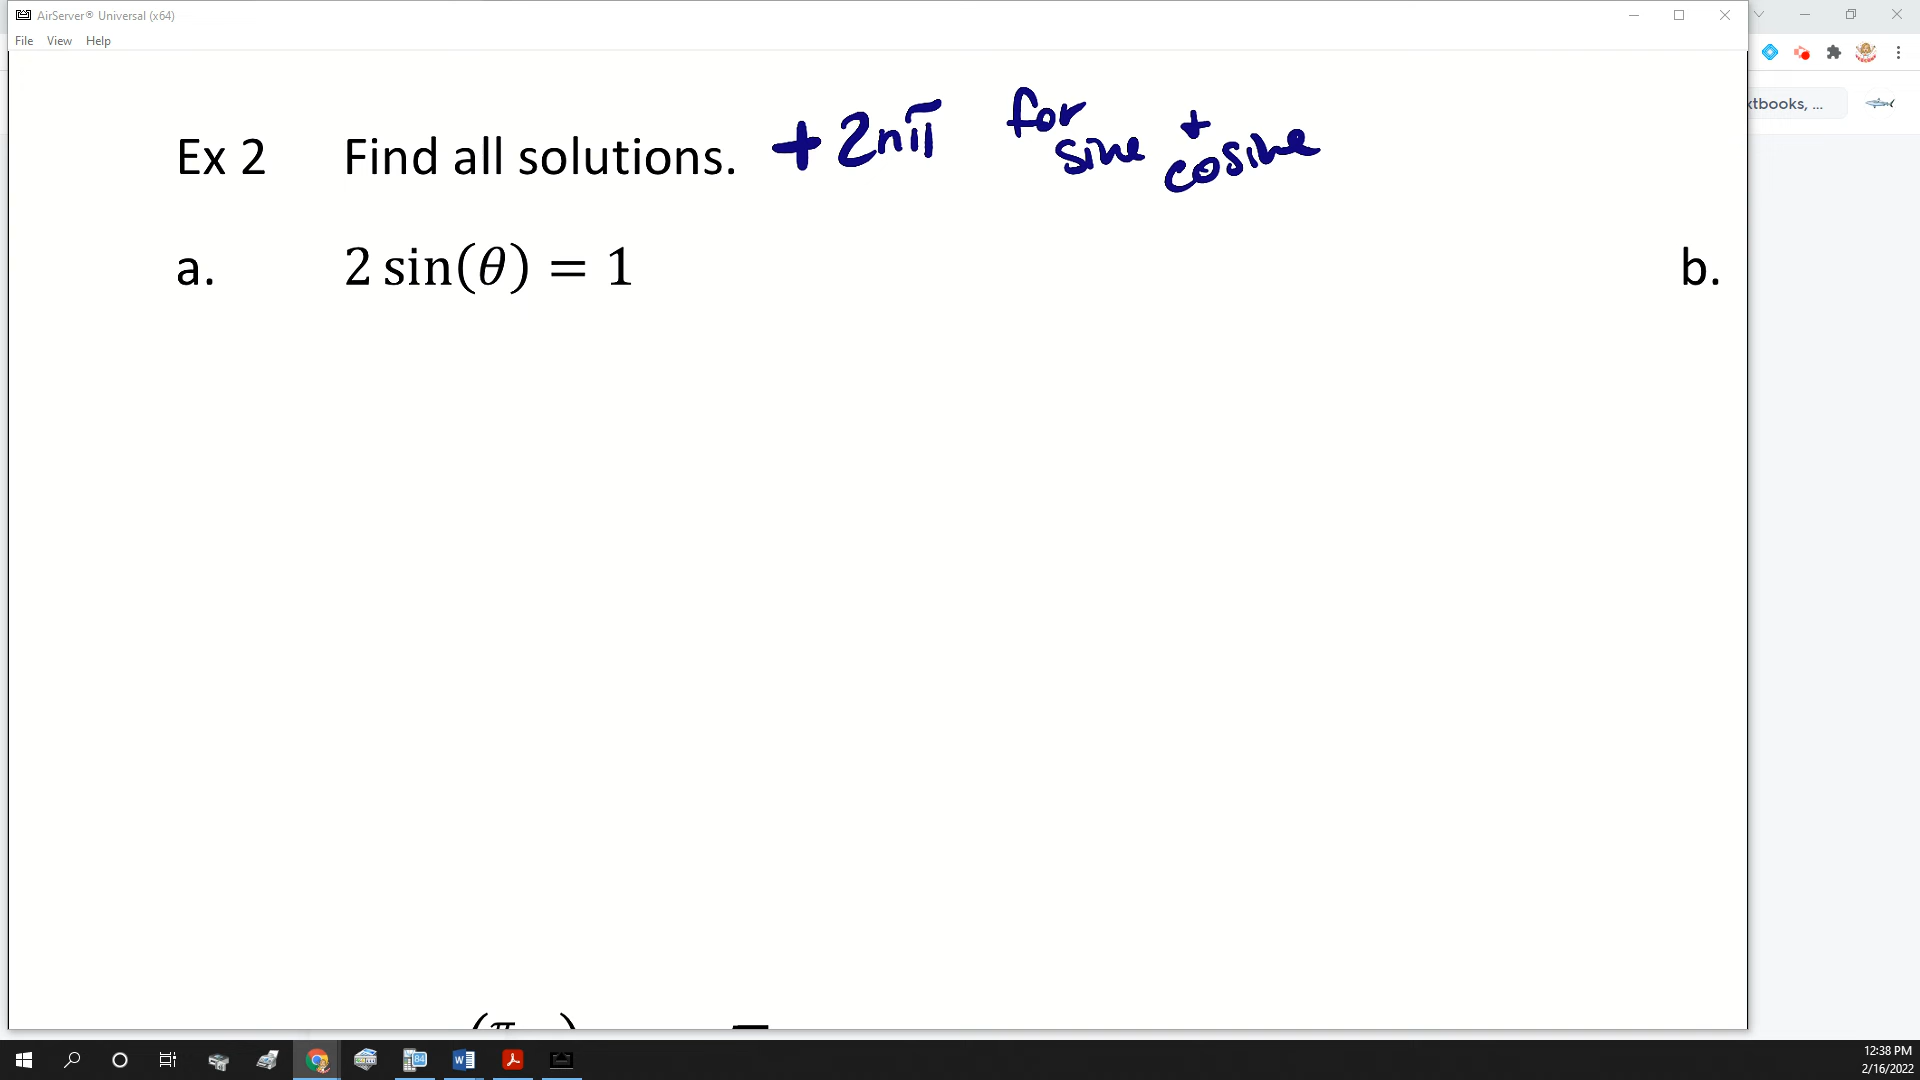 AirServer® Universal (x64)
File View Help
xtbooks, ...
Ex 2 Find all solutions. +2nπ for sine + cosine
a. 2 sin(θ) = 1 b.
(π )
84
W
12:38 PM
2/16/2022